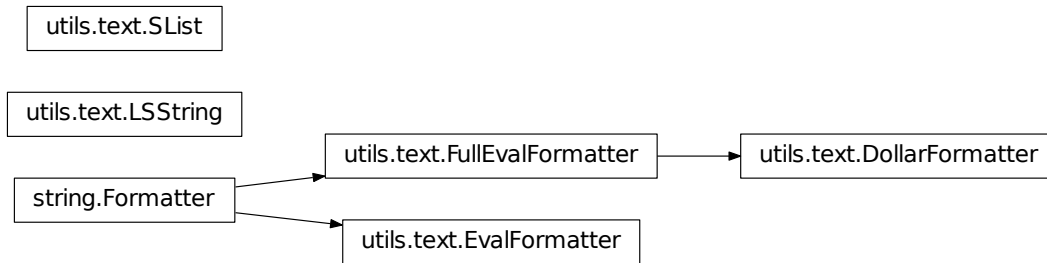 utils.text.SList
utils.text.LSString
utils.text.FullEvalFormatter
utils.text.DollarFormatter
string.Formatter
utils.text.EvalFormatter